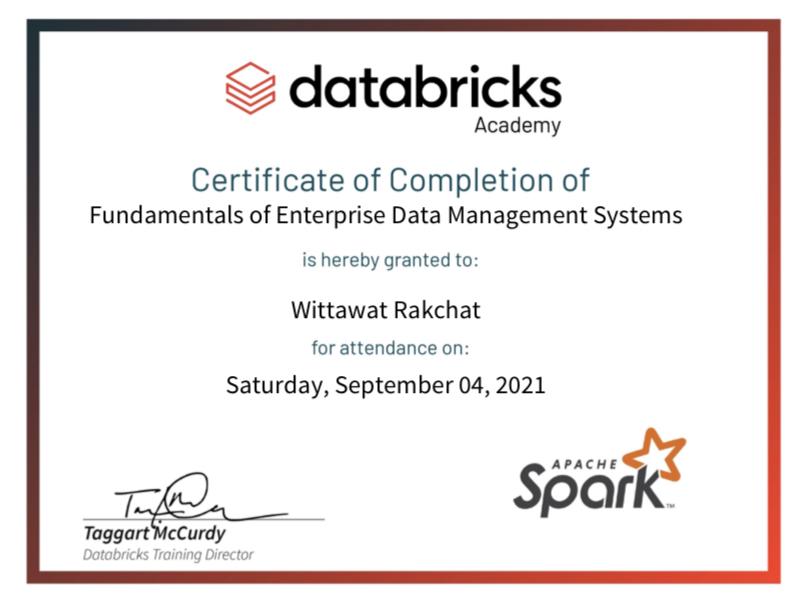 databricks
Academy
Certificate of Completion of
Fundamentals of Enterprise Data Management Systems
is hereby granted to:
Wittawat Rakchat
for attendance on:
Saturday, September 04, 2021
Taggart McCurdy
Databricks Training Director
APACHE
Spark™